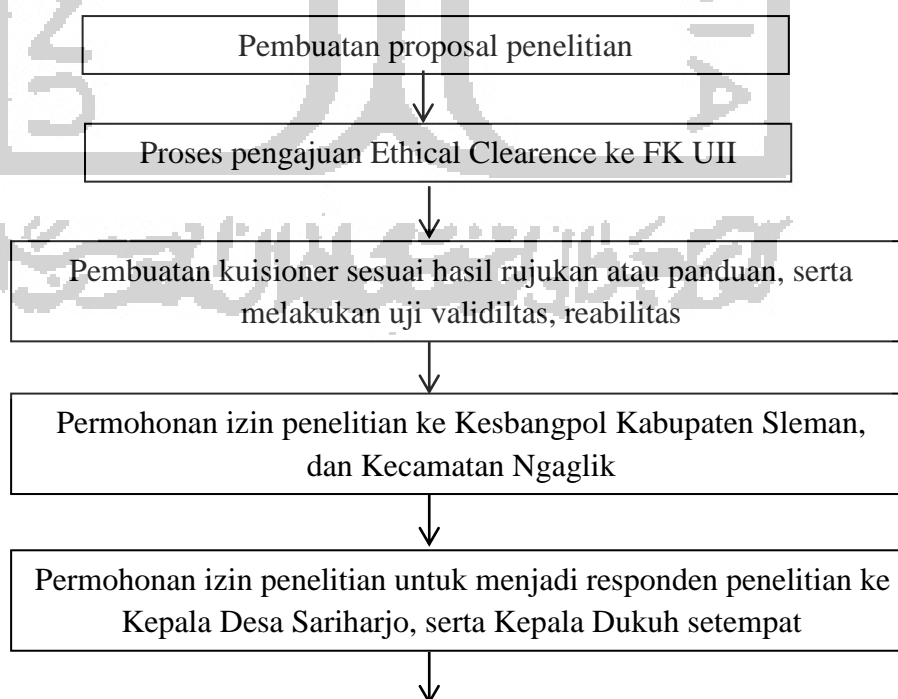 Pembuatan proposal penelitian
Proses pengajuan Ethical Clearence ke FK UII
Pembuatan kuisioner sesuai hasil rujukan atau panduan, serta
melakukan uji validiltas, reabilitas
Permohonan izin penelitian ke Kesbangpol Kabupaten Sleman,
dan Kecamatan Ngaglik
Permohonan izin penelitian untuk menjadi responden penelitian ke
Kepala Desa Sariharjo, serta Kepala Dukuh setempat